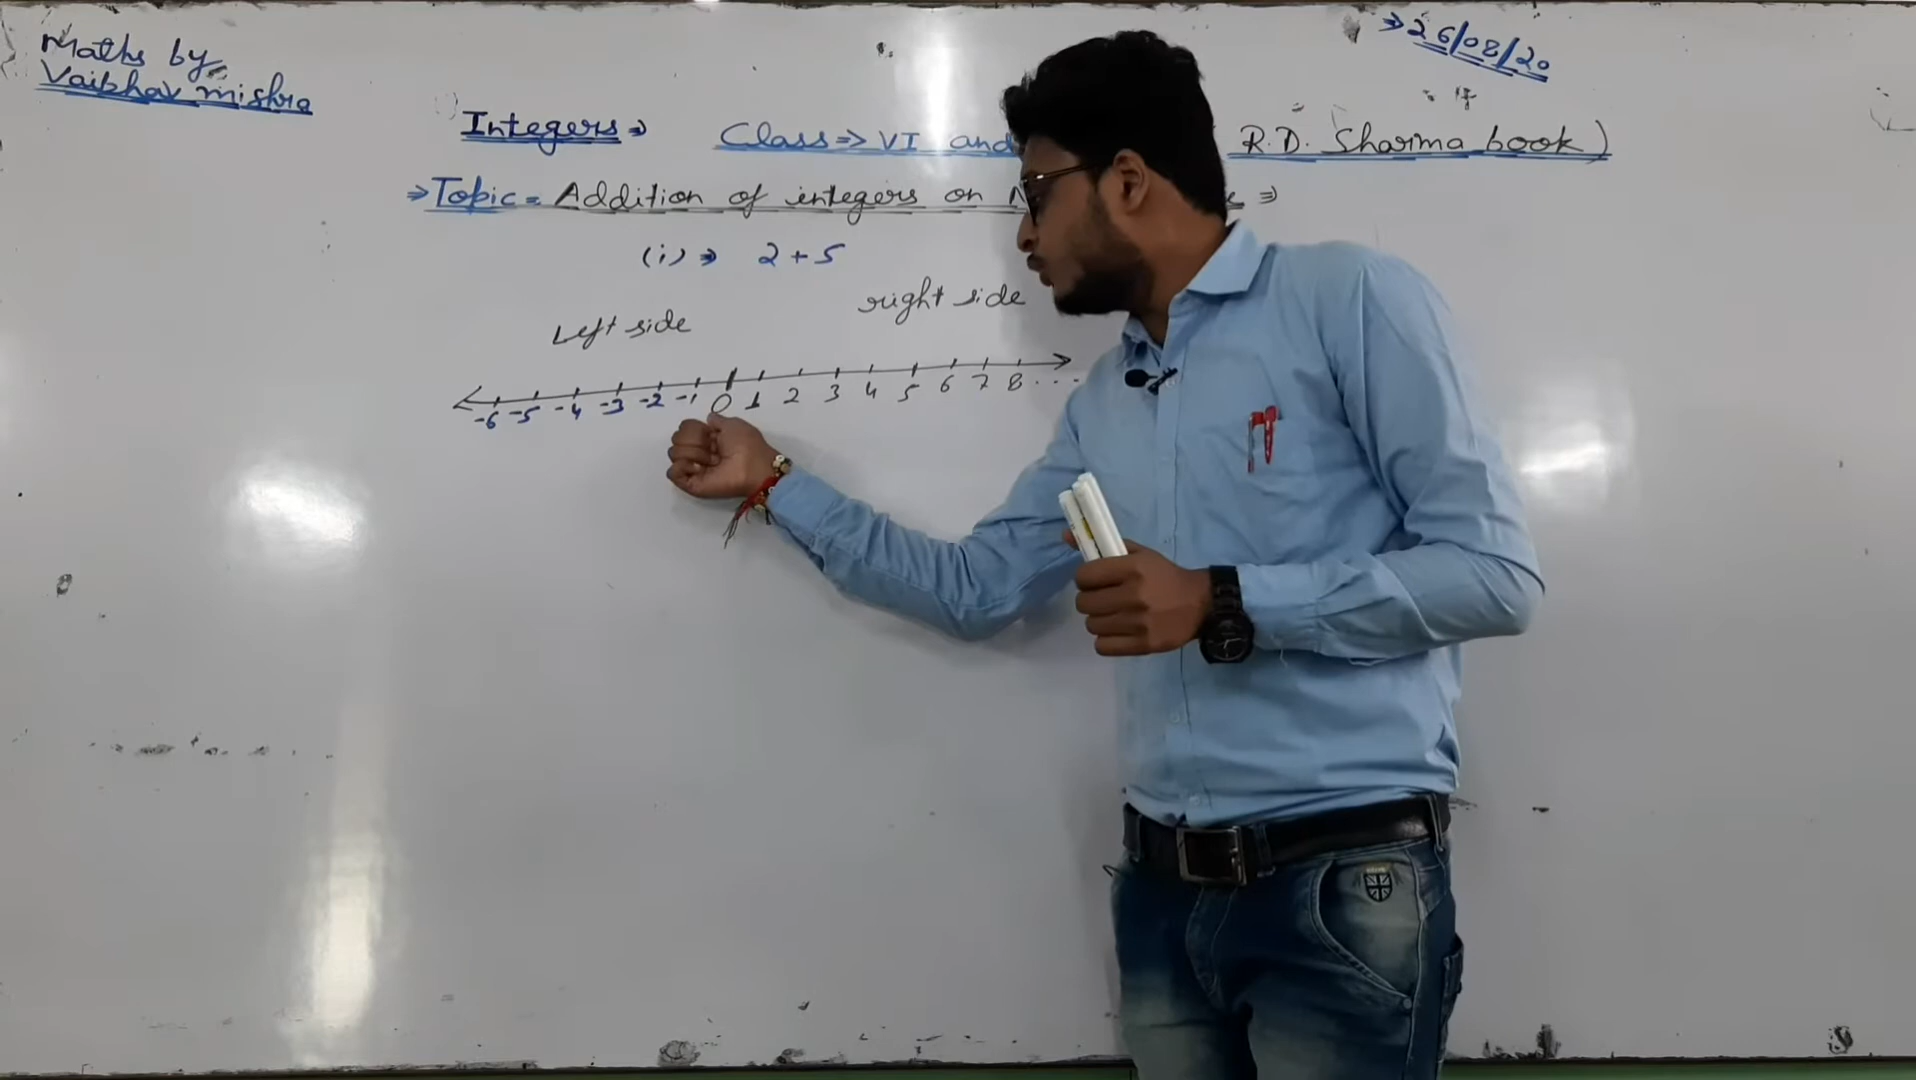 Maths by
Vaibhav mishra
⇒ 26/08/20
Integers ⇒ Class ⇒ VI and R.D. Sharma book)
⇒ Topic = Addition of integers on
(i) ⇒ 2 + 5
Left side right side
-6 -5 -4 -3 -2 -1 0 1 2 3 4 5 6 7 8 . . . .